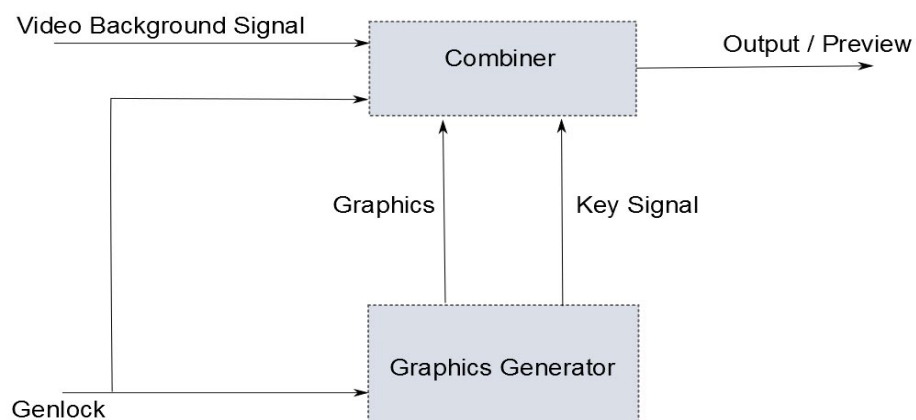 Video Background Signal
Combiner
Output / Preview
Graphics
Key Signal
Graphics Generator
Genlock